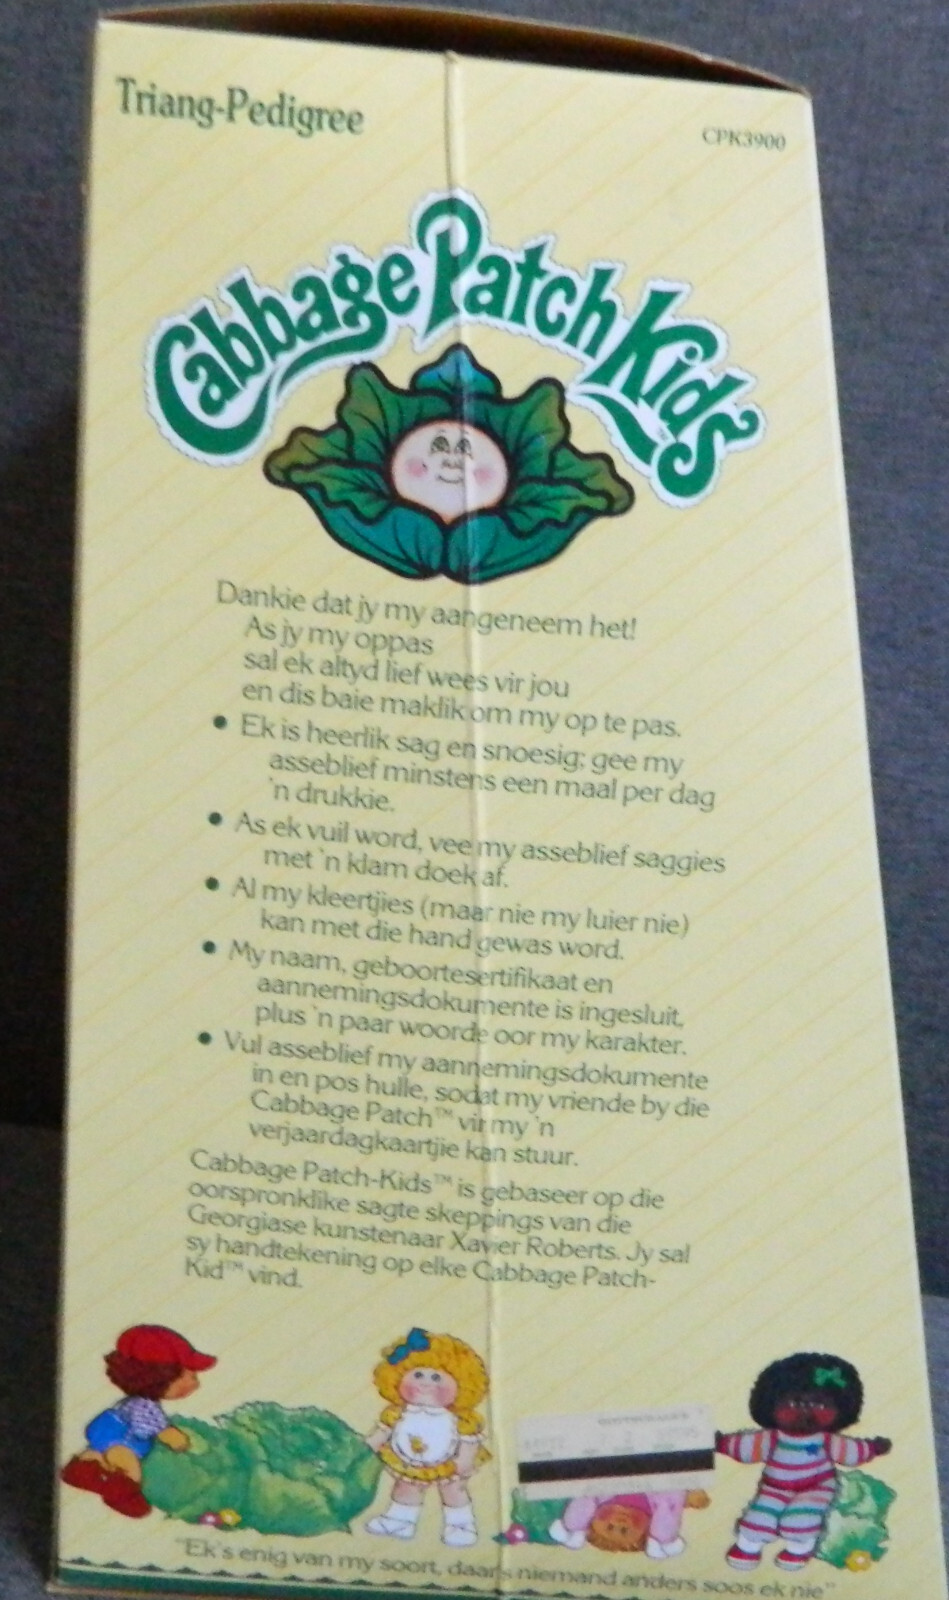 Triang-Pedigree
CPK3900
Cabbage Patch Kids™
Dankie dat jy my aangeneem het!
As jy my oppas
sal ek altyd lief wees vir jou
en dis baie maklik om my op te pas.
• Ek is heerlik sag en snoesig; gee my
asseblief minstens een maal per dag
'n drukkie.
• As ek vuil word, vee my asseblief saggies
met 'n klam doek af.
• Al my kleertjies (maar nie my luier nie)
kan met die hand gewas word.
• My naam, geboortesertifikaat en
aannemingsdokumente is ingesluit,
plus 'n paar woorde oor my karakter.
• Vul asseblief my aannemingsdokumente
in en pos hulle, sodat my vriende by die
Cabbage Patch™ vir my 'n
verjaardagkaartjie kan stuur.
Cabbage Patch-Kids™ is gebaseer op die
oorspronklike sagte skeppings van die
Georgiase kunstenaar Xavier Roberts. Jy sal
sy handtekening op elke Cabbage Patch-
Kid™ vind.
"Ek's enig van my soort, daar's niemand anders soos ek nie"